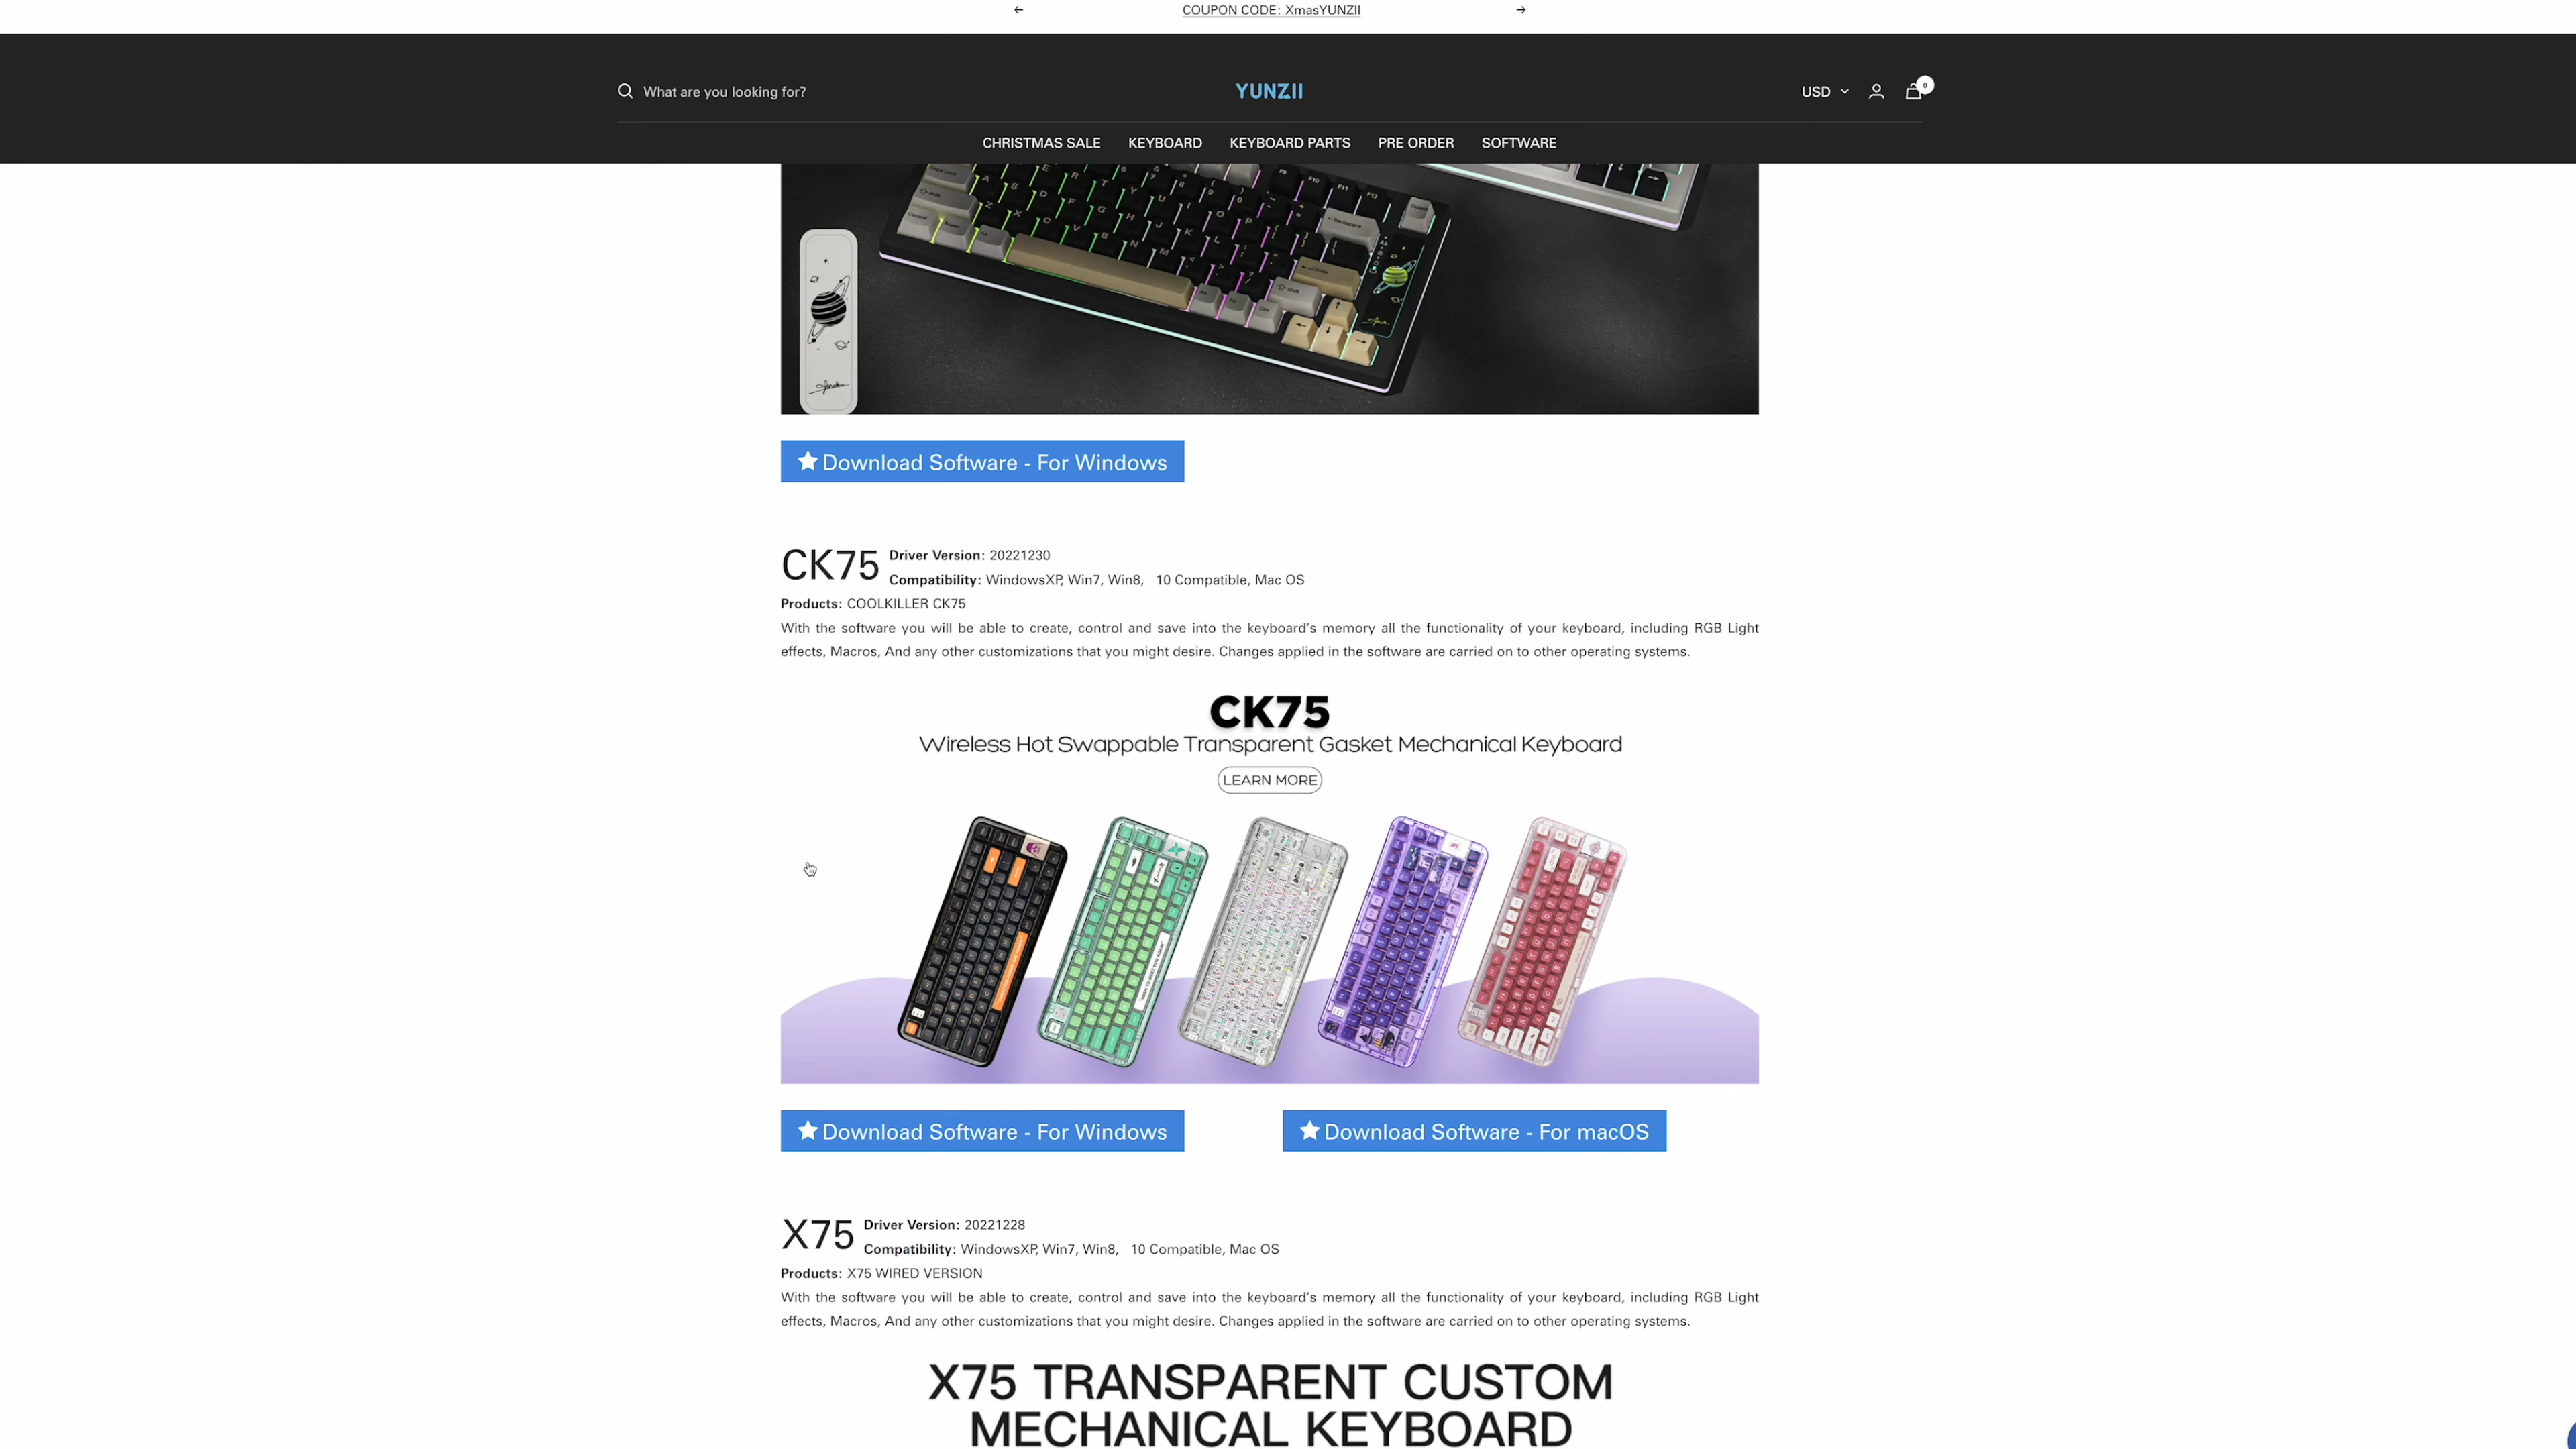 COUPON CODE: XmasYUNZII
What are you looking for?
YUNZII
USD
0
CHRISTMAS SALE KEYBOARD KEYBOARD PARTS PRE ORDER SOFTWARE
Download Software - For Windows
CK75
Driver Version: 20221230
Compatibility: WindowsXP, Win7, Win8, 10 Compatible, Mac OS
Products: COOLKILLER CK75
With the software you will be able to create, control and save into the keyboard's memory all the functionality of your keyboard, including RGB Light
effects, Macros, And any other customizations that you might desire. Changes applied in the software are carried on to other operating systems.
CK75
Wireless Hot Swappable Transparent Gasket Mechanical Keyboard
LEARN MORE
Download Software - For Windows
Download Software - For macOS
X75
Driver Version: 20221228
Compatibility: WindowsXP, Win7, Win8, 10 Compatible, Mac OS
Products: X75 WIRED VERSION
With the software you will be able to create, control and save into the keyboard's memory all the functionality of your keyboard, including RGB Light
effects, Macros, And any other customizations that you might desire. Changes applied in the software are carried on to other operating systems.
X75 TRANSPARENT CUSTOM
MECHANICAL KEYBOARD